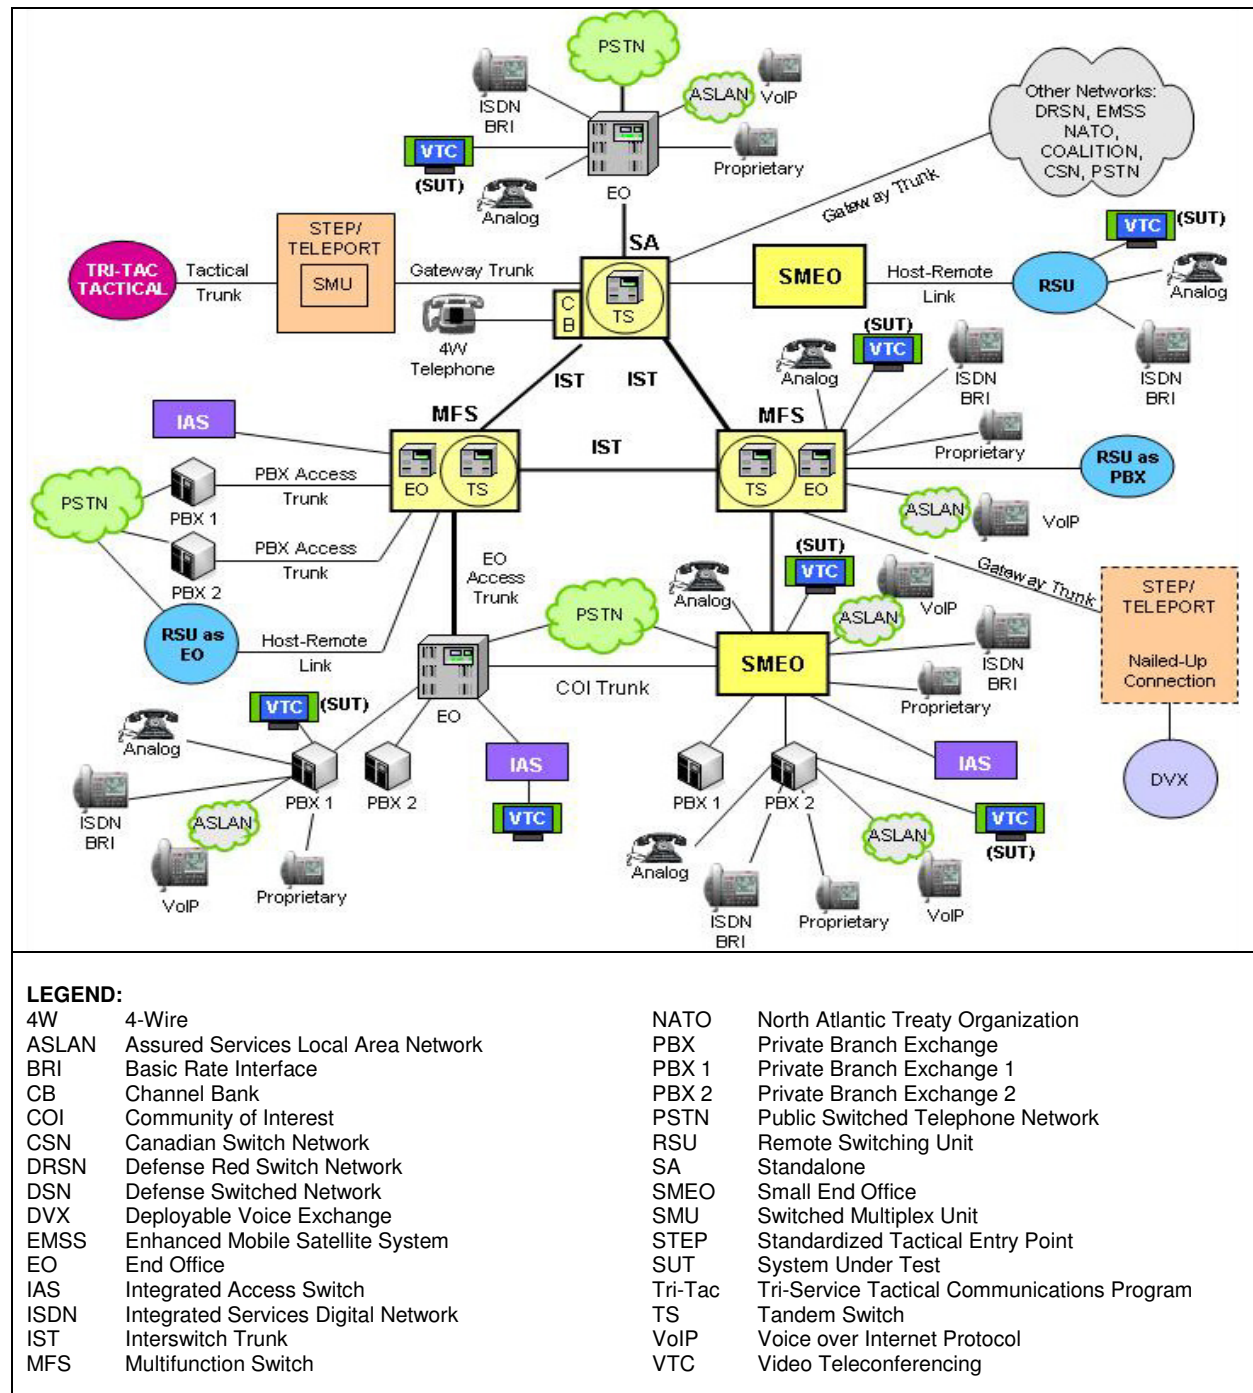 PSTN
ISDN
BRI
ASLAN
VoIP
VTC
(SUT)
Proprietary
Analog
EO
Other Networks:
DRSN, EMSS
NATO,
COALITION,
CSN, PSTN
Gateway Trunk
SA
STEP/
TELEPORT
SMU
TRI-TAC
TACTICAL
Tactical
Trunk
Gateway Trunk
C
B
TS
4W
Telephone
SMEO
Host-Remote
Link
RSU
VTC
(SUT)
Analog
ISDN
BRI
IST
IST
(SUT)
VTC
Analog
ISDN
BRI
Proprietary
MFS
MFS
IAS
EO
TS
IST
TS
EO
RSU as
PBX
PSTN
PBX Access
Trunk
PBX 1
PBX Access
Trunk
PBX 2
ASLAN
VoIP
RSU as
EO
Host-Remote
Link
EO
Access
Trunk
PSTN
Analog
(SUT)
VTC
ASLAN
VoIP
Gateway Trunk
STEP/
TELEPORT
Nailed-Up
Connection
ISDN
BRI
SMEO
Proprietary
COI Trunk
EO
VTC
(SUT)
Analog
ISDN
BRI
PBX 1
PBX 2
IAS
VTC
ASLAN
VoIP
Proprietary
PBX 1
PBX 2
IAS
DVX
VTC
(SUT)
Analog
ISDN
BRI
Proprietary
ASLAN
VoIP
LEGEND:
4W 4-Wire
ASLAN Assured Services Local Area Network
BRI Basic Rate Interface
CB Channel Bank
COI Community of Interest
CSN Canadian Switch Network
DRSN Defense Red Switch Network
DSN Defense Switched Network
DVX Deployable Voice Exchange
EMSS Enhanced Mobile Satellite System
EO End Office
IAS Integrated Access Switch
ISDN Integrated Services Digital Network
IST Interswitch Trunk
MFS Multifunction Switch
NATO North Atlantic Treaty Organization
PBX Private Branch Exchange
PBX 1 Private Branch Exchange 1
PBX 2 Private Branch Exchange 2
PSTN Public Switched Telephone Network
RSU Remote Switching Unit
SA Standalone
SMEO Small End Office
SMU Switched Multiplex Unit
STEP Standardized Tactical Entry Point
SUT System Under Test
Tri-Tac Tri-Service Tactical Communications Program
TS Tandem Switch
VoIP Voice over Internet Protocol
VTC Video Teleconferencing